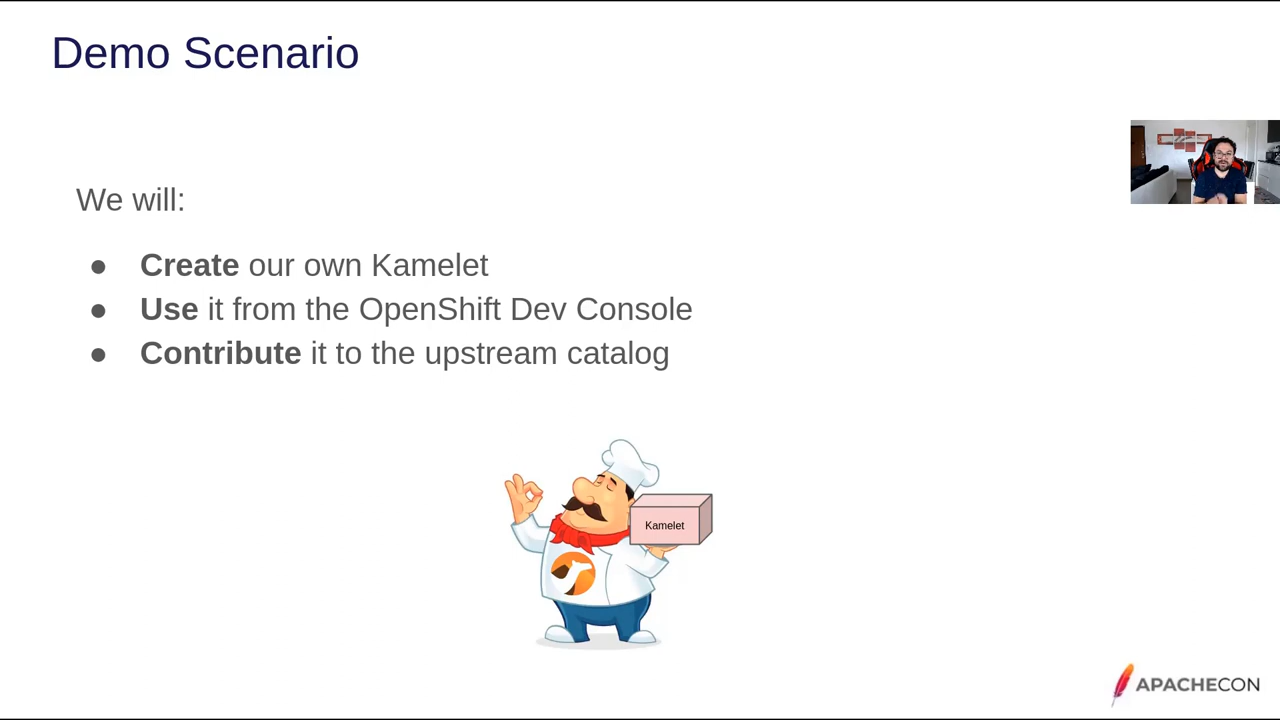 Demo Scenario
We will:
● Create our own Kamelet
● Use it from the OpenShift Dev Console
● Contribute it to the upstream catalog
Kamelet
APACHECON